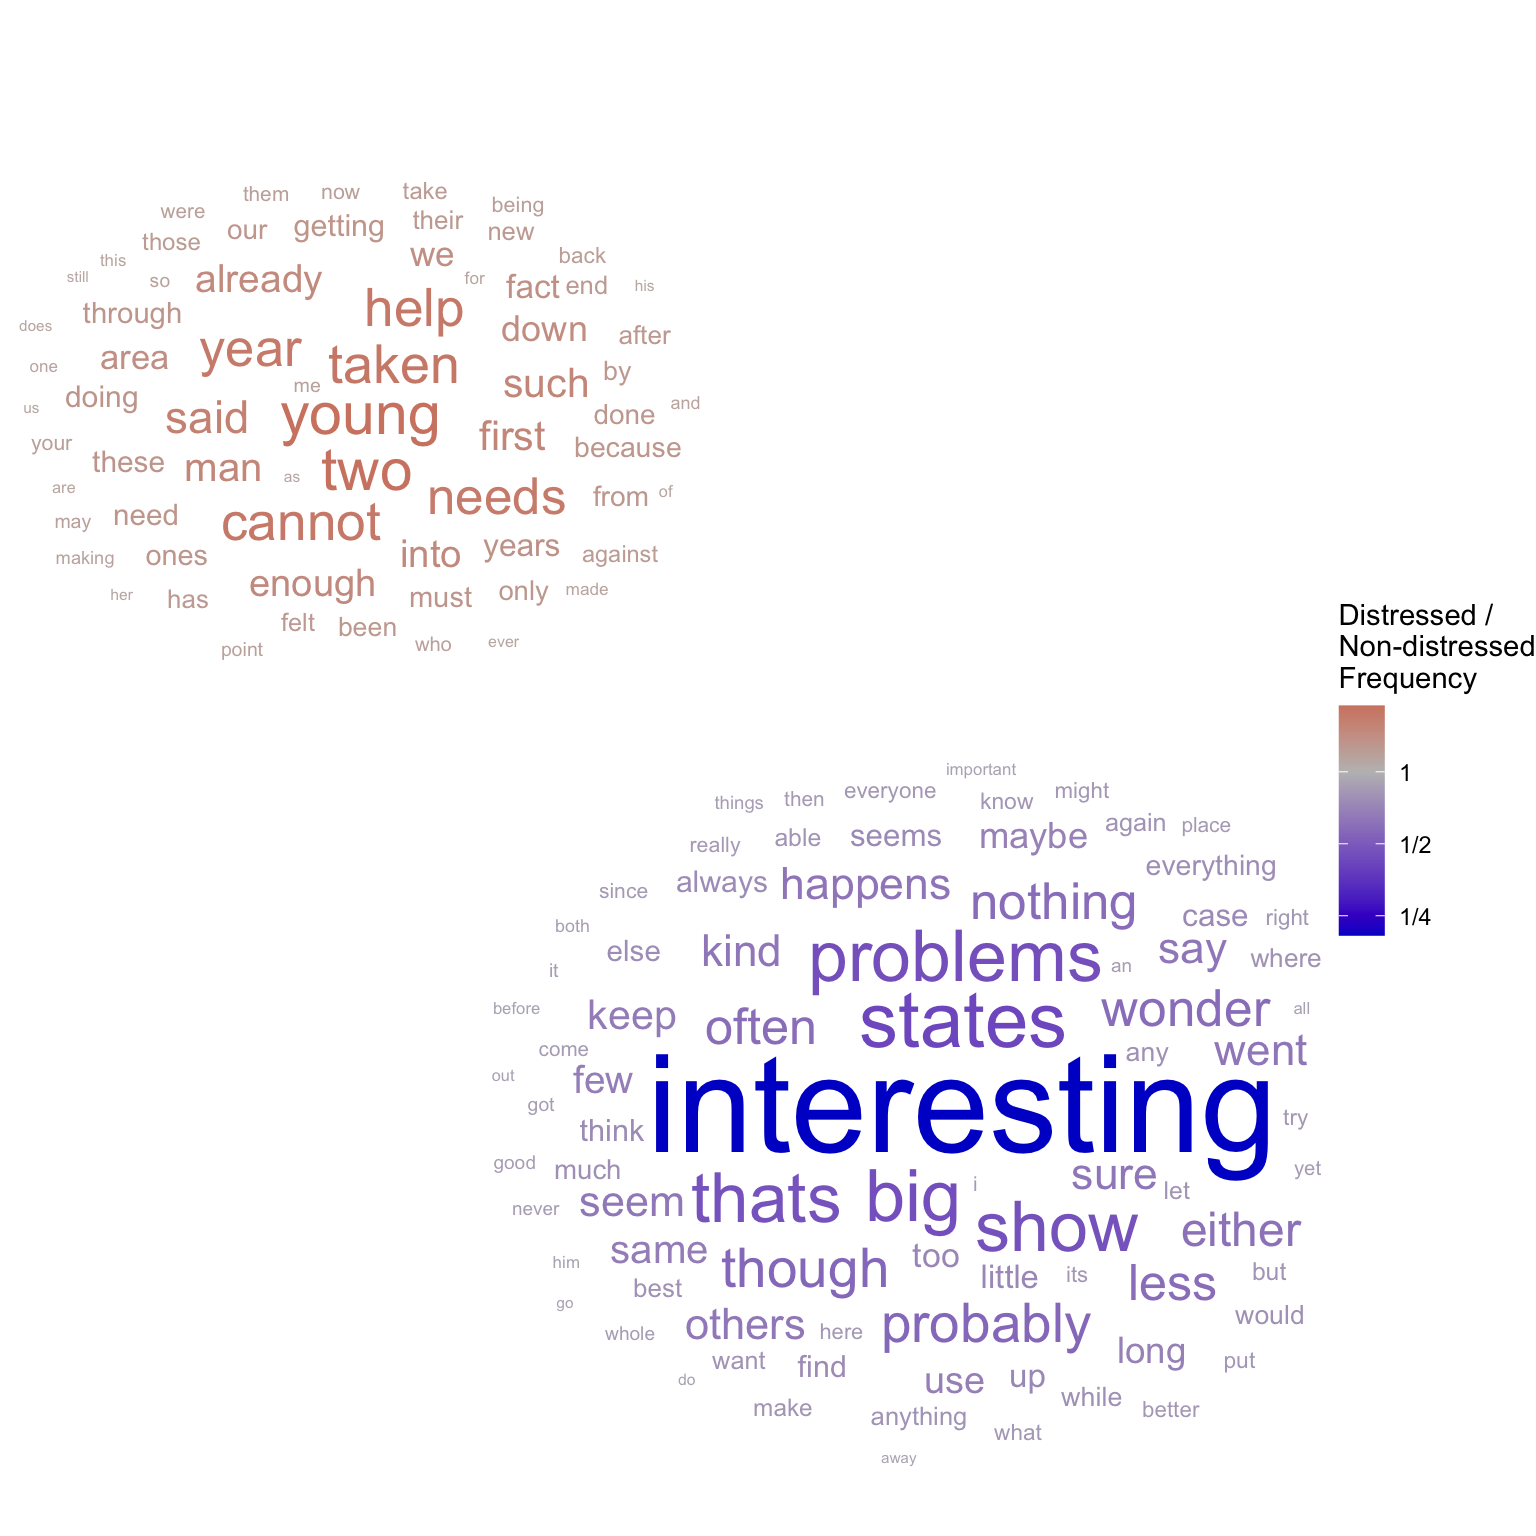 them now take
were being
our getting their new
those we
this back
still so already for fact end his
help
through down
does year after
area taken by
one me such
doing done and
us said young
your first because
these man two
are as needs from of
may need cannot
making ones into years against
her has enough must only made
felt been
point who ever
Distressed /
Non-distressed
Frequency
1
1/2
1/4
important
things then everyone know might
really able seems maybe again place
always happens everything
since nothing case right
both else kind problems an say where
it
before keep often states wonder all
come any went
out few interesting
got try
think
good much sure yet
never seem thats big i let
show either
same though too
him best little its less but
go
whole others here probably would
want find long put
do use up
make anything while better
what
away